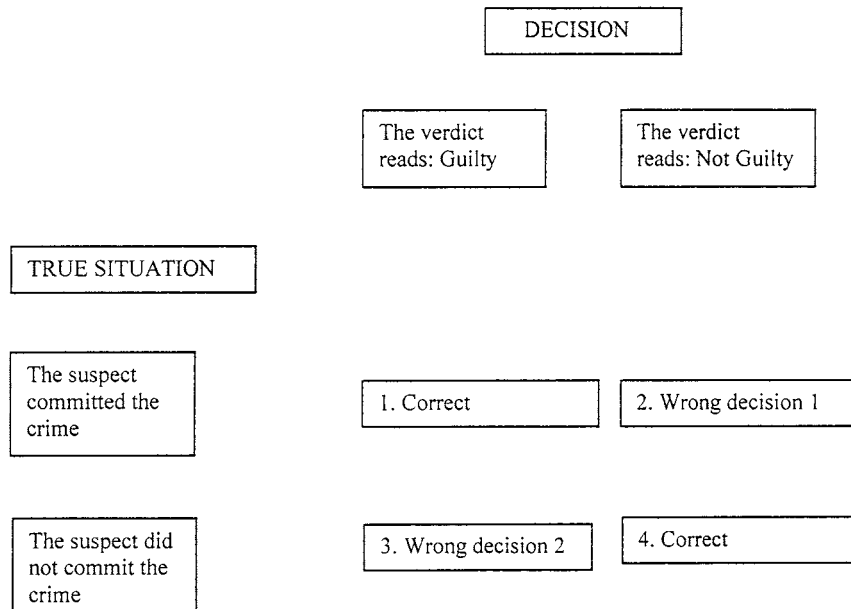 DECISION
The verdict
reads: Guilty
The verdict
reads: Not Guilty
TRUE SITUATION
The suspect
committed the
crime
1. Correct
2. Wrong decision 1
The suspect did
not commit the
crime
3. Wrong decision 2
4. Correct